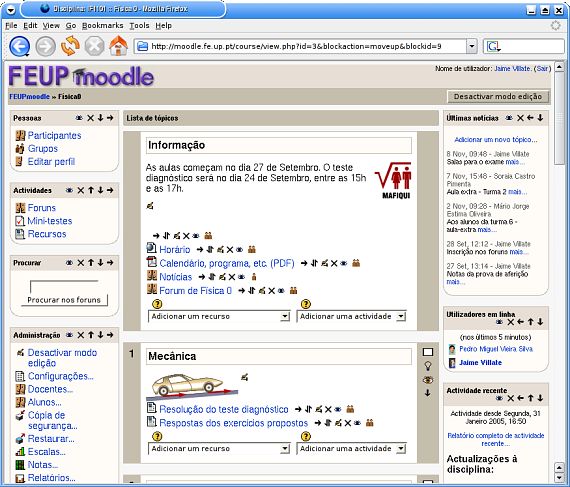 Disciplina: (F101) : Física 0 - Mozilla Firefox
File Edit View Go Bookmarks Tools Help
http://moodle.fe.up.pt/course/view.php?id=3&blockaction=moveup&blockid=9
FEUPmoodle
Nome de utilizador: Jaime Villate. (Sair)
FEUPmoodle » Fisica0
Desactivar modo edição
Pessoas
Participantes
Grupos
Editar perfil
Actividades
Foruns
Mini-testes
Recursos
Procurar
Procurar nos foruns
Administração
Desactivar modo
edição
Configurações...
Docentes...
Alunos...
Cópia de
segurança...
Restaurar...
Escalas...
Notas...
Relatórios...
Lista de tópicos
Informação
As aulas começam no dia 27 de Setembro. O teste
diagnóstico será no dia 24 de Setembro, entre as 15h
e as 17h.
MAFIQUI
Horário
Calendário, programa, etc. (PDF)
Notícias
Forum de Física 0
Adicionar um recurso
Adicionar uma actividade
1
Mecânica
Resolução do teste diagnóstico
Respostas dos exercicios propostos
Adicionar um recurso
Adicionar uma actividade
Últimas notícias
Adicionar um novo tópico...
8 Nov, 09:48 - Jaime Villate
Salas para o exame mais...
7 Nov, 15:48 - Soraia Castro
Pimenta
Aula extra - Turma 2 mais...
2 Nov, 09:28 - Mário Jorge
Estima Oliveira
Aos alunos da turma 6 -
aula-extra mais...
28 Set, 12:12 - Jaime Villate
Inscrição nos foruns mais...
27 Set, 13:14 - Jaime Villate
Notas da prova de aferição
mais...
Utilizadores em linha
(nos últimos 5 minutos)
Pedro Miguel Vieira Silva
Jaime Villate
Actividade recente
Actividade desde Segunda, 31
Janeiro 2005, 16:50
Relatório completo de actividade
recente...
Actualizações á
disciplina: